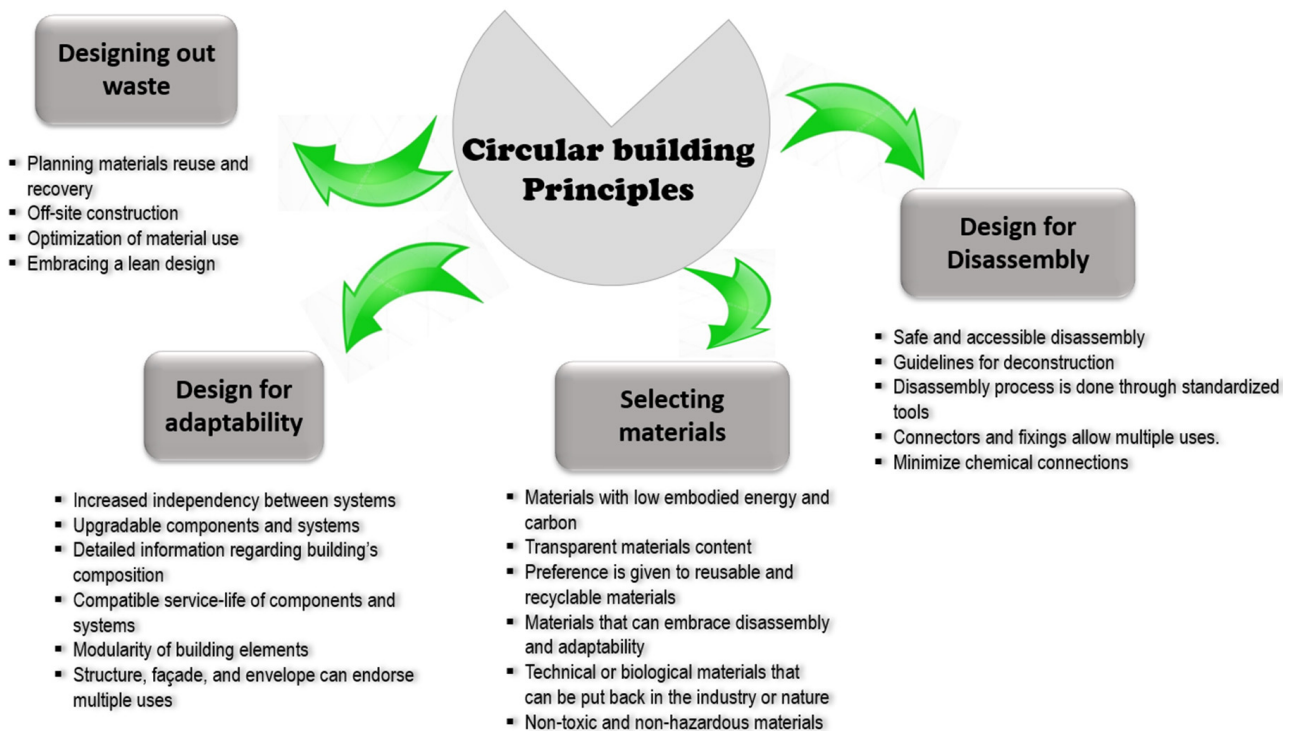 Circular building
Principles
Designing out
waste
▪ Planning materials reuse and
recovery
▪ Off-site construction
▪ Optimization of material use
▪ Embracing a lean design
Design for
adaptability
▪ Increased independency between systems
▪ Upgradable components and systems
▪ Detailed information regarding building's
composition
▪ Compatible service-life of components and
systems
▪ Modularity of building elements
▪ Structure, façade, and envelope can endorse
multiple uses
Selecting
materials
▪ Materials with low embodied energy and
carbon
▪ Transparent materials content
▪ Preference is given to reusable and
recyclable materials
▪ Materials that can embrace disassembly
and adaptability
▪ Technical or biological materials that
can be put back in the industry or nature
▪ Non-toxic and non-hazardous materials
Design for
Disassembly
▪ Safe and accessible disassembly
▪ Guidelines for deconstruction
▪ Disassembly process is done through standardized
tools
▪ Connectors and fixings allow multiple uses.
▪ Minimize chemical connections